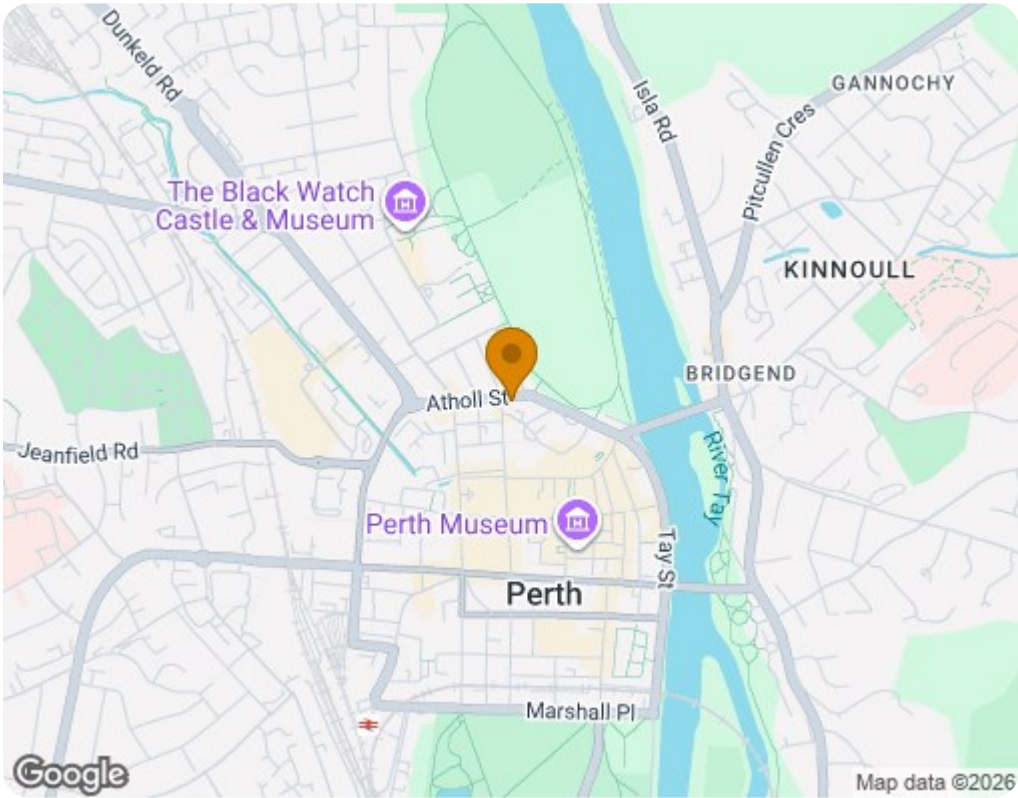 Dunkeld Rd
Isla Rd
GANNOCHY
Pitcullen Cres
The Black Watch
Castle & Museum
KINNOULL
BRIDGEND
Atholl St
Jeanfield Rd
River Tay
Perth Museum
Tay St
Perth
Marshall Pl
Google
Map data ©2026